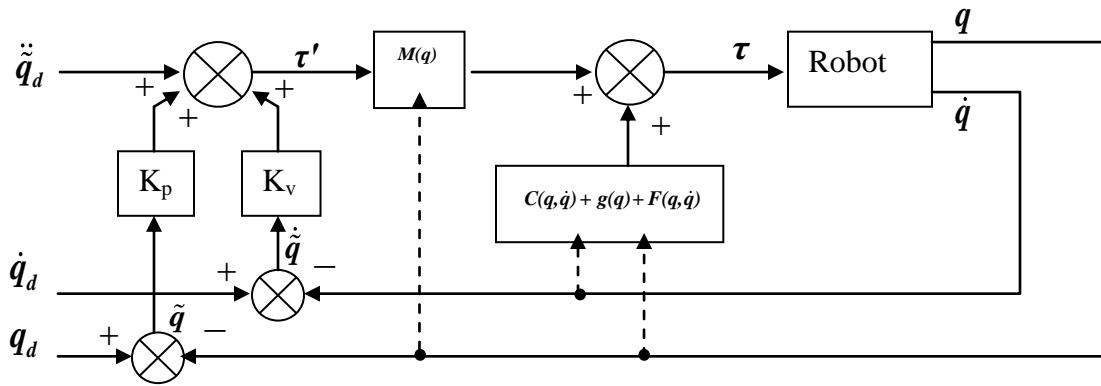 q̈̃_d
+
+
+
+
τ'
M(q)
+
+
τ
Robot
q
q̇
K_p
K_v
C(q,q̇)+ g(q)+ F(q,q̇)
q̇_d
+
q̇̃
−
q_d
+
q̃
−